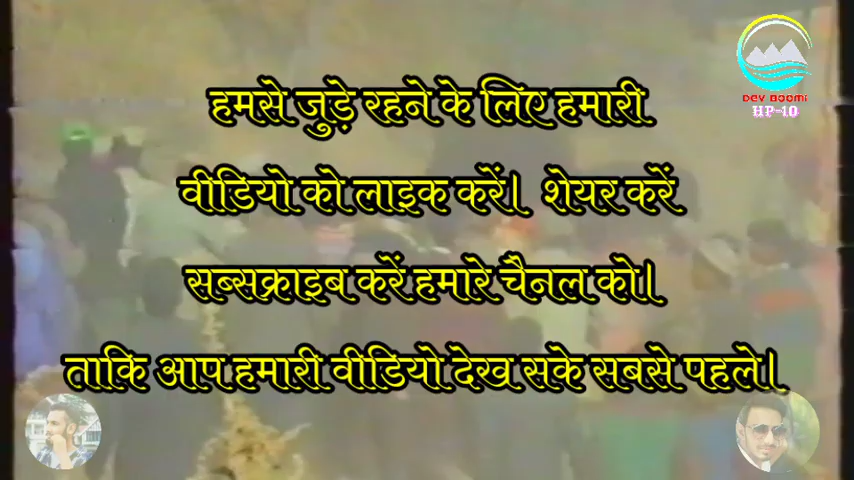 DEV BOOMI
HP-10
हमसे जुड़े रहने के लिए हमारी
वीडियो को लाइक करें। शेयर करें
सब्सक्राइब करें हमारे चैनल को।
ताकि आप हमारी वीडियो देख सके सबसे पहले।